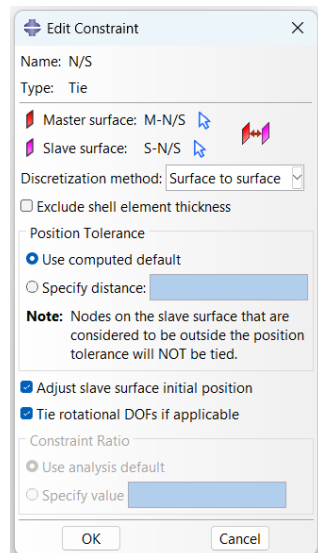 Edit Constraint
Name: N/S
Type: Tie
Master surface: M-N/S
Slave surface: S-N/S
Discretization method: Surface to surface
Exclude shell element thickness
Position Tolerance
Use computed default
Specify distance:
Note: Nodes on the slave surface that are
considered to be outside the position
tolerance will NOT be tied.
Adjust slave surface initial position
Tie rotational DOFs if applicable
Constraint Ratio
Use analysis default
Specify value
OK Cancel